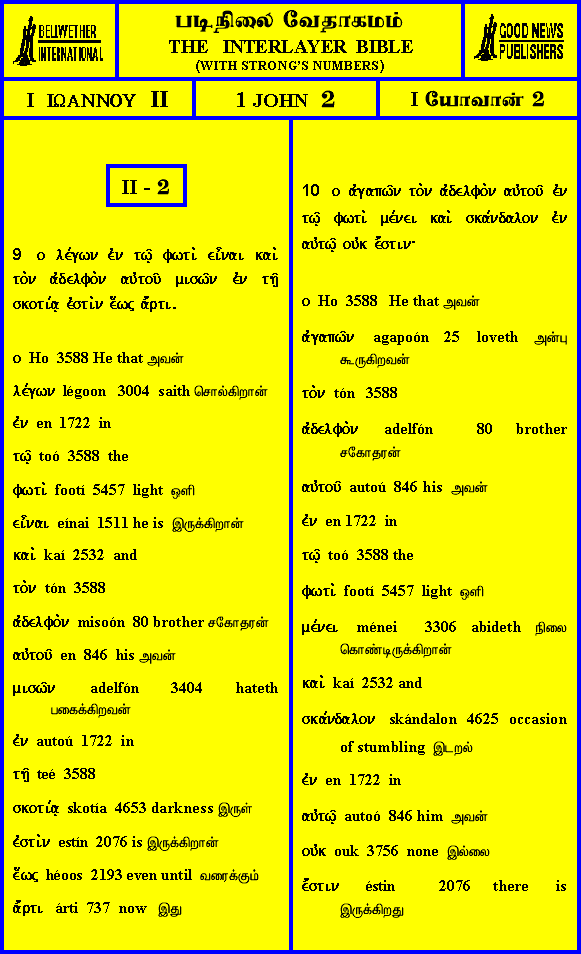 BELLWETHER
INTERNATIONAL
படிநிலை வேதாகமம்
THE INTERLAYER BIBLE
(WITH STRONG'S NUMBERS)
GOOD NEWS
PUBLISHERS
I ΙΩΑΝΝΟΥ II
1 JOHN 2
I யோவான் 2
II - 2
9 ο λέγων ἐν τῷ φωτὶ εἶναι καὶ
τὸν ἀδελφὸν αὐτοῦ μισῶν ἐν τῇ
σκοτίᾳ ἐστὶν ἕως ἄρτι.
ο Ho 3588 He that அவன்
λέγων légoon 3004 saith சொல்கிறான்
ἐν en 1722 in
τῷ toó 3588 the
φωτὶ footí 5457 light ஒளி
εἶναι eínai 1511 he is இருக்கிறான்
καὶ kaí 2532 and
τὸν tón 3588
ἀδελφὸν misoón 80 brother சகோதரன்
αὐτοῦ en 846 his அவன்
μισῶν adelfón 3404 hateth
பகைக்கிறவன்
ἐν autoú 1722 in
τῇ teé 3588
σκοτίᾳ skotía 4653 darkness இருள்
ἐστὶν estín 2076 is இருக்கிறான்
ἕως héoos 2193 even until வரைக்கும்
ἄρτι árti 737 now இது
10 ο ἀγαπῶν τὸν ἀδελφὸν αὐτοῦ ἐν
τῷ φωτὶ μένει καὶ σκάνδαλον ἐν
αὐτῷ οὐκ ἔστιν·
ο Ho 3588 He that அவன்
ἀγαπῶν agapoón 25 loveth அன்பு
கூருகிறவன்
τὸν tón 3588
ἀδελφὸν adelfón 80 brother
சகோதரன்
αὐτοῦ autoú 846 his அவன்
ἐν en 1722 in
τῷ toó 3588 the
φωτὶ footí 5457 light ஒளி
μένει ménei 3306 abideth நிலை
கொண்டிருக்கிறான்
καὶ kaí 2532 and
σκάνδαλον skándalon 4625 occasion
of stumbling இடறல்
ἐν en 1722 in
αὐτῷ autoó 846 him அவன்
οὐκ ouk 3756 none இல்லை
ἔστιν éstin 2076 there is
இருக்கிறது